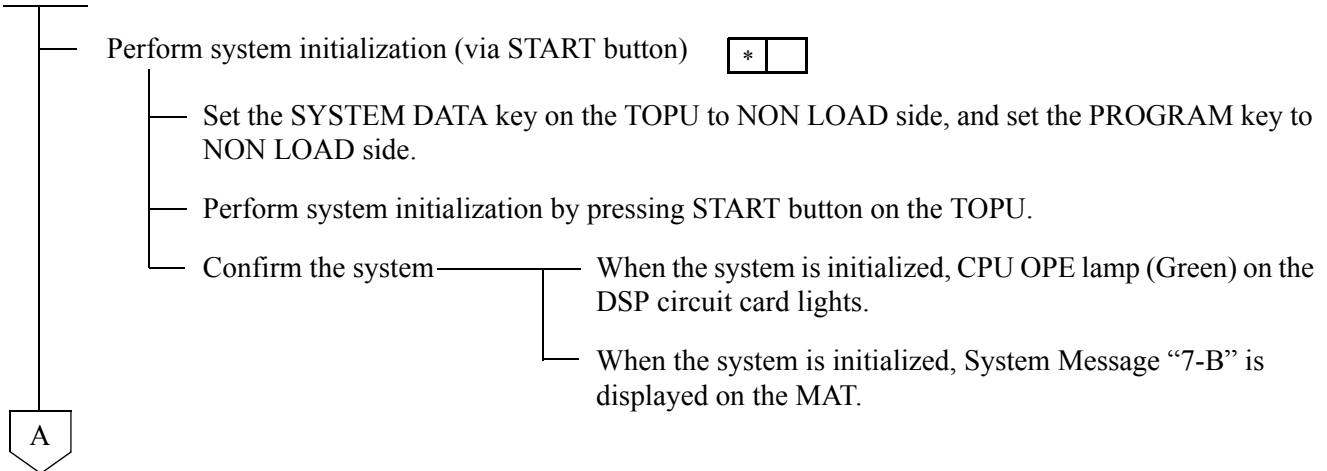 Perform system initialization (via START button) *
Set the SYSTEM DATA key on the TOPU to NON LOAD side, and set the PROGRAM key to
NON LOAD side.
Perform system initialization by pressing START button on the TOPU.
Confirm the system
When the system is initialized, CPU OPE lamp (Green) on the
DSP circuit card lights.
When the system is initialized, System Message “7-B” is
displayed on the MAT.
A